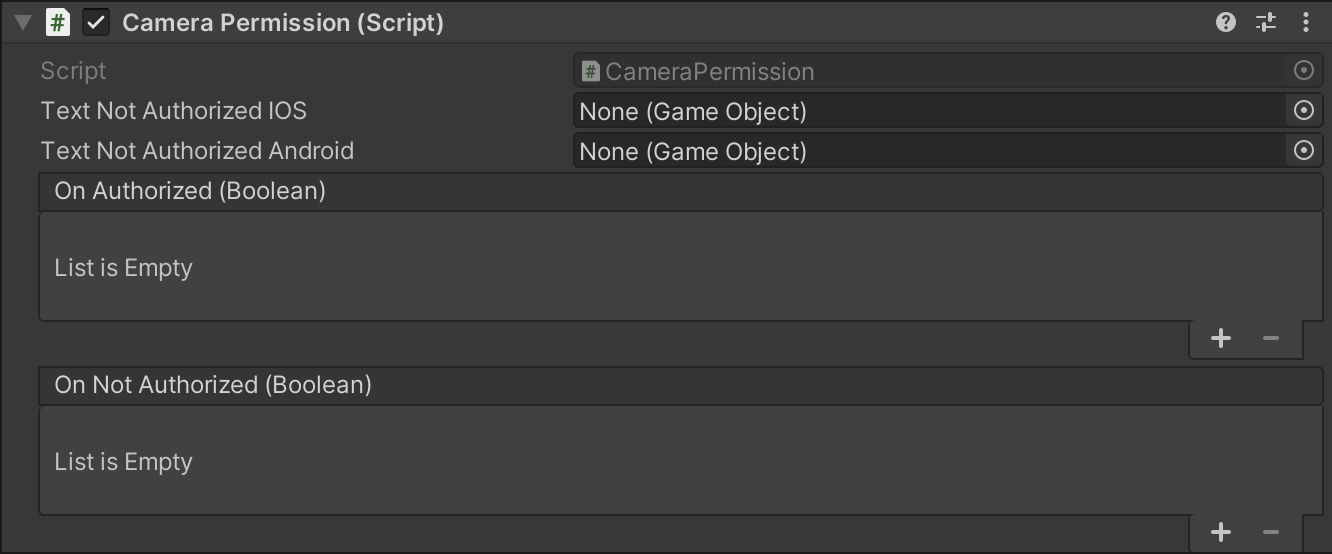 # Camera Permission (Script)
Script # CameraPermission
Text Not Authorized IOS None (Game Object)
Text Not Authorized Android None (Game Object)
On Authorized (Boolean)
List is Empty
+ −
On Not Authorized (Boolean)
List is Empty
+ −